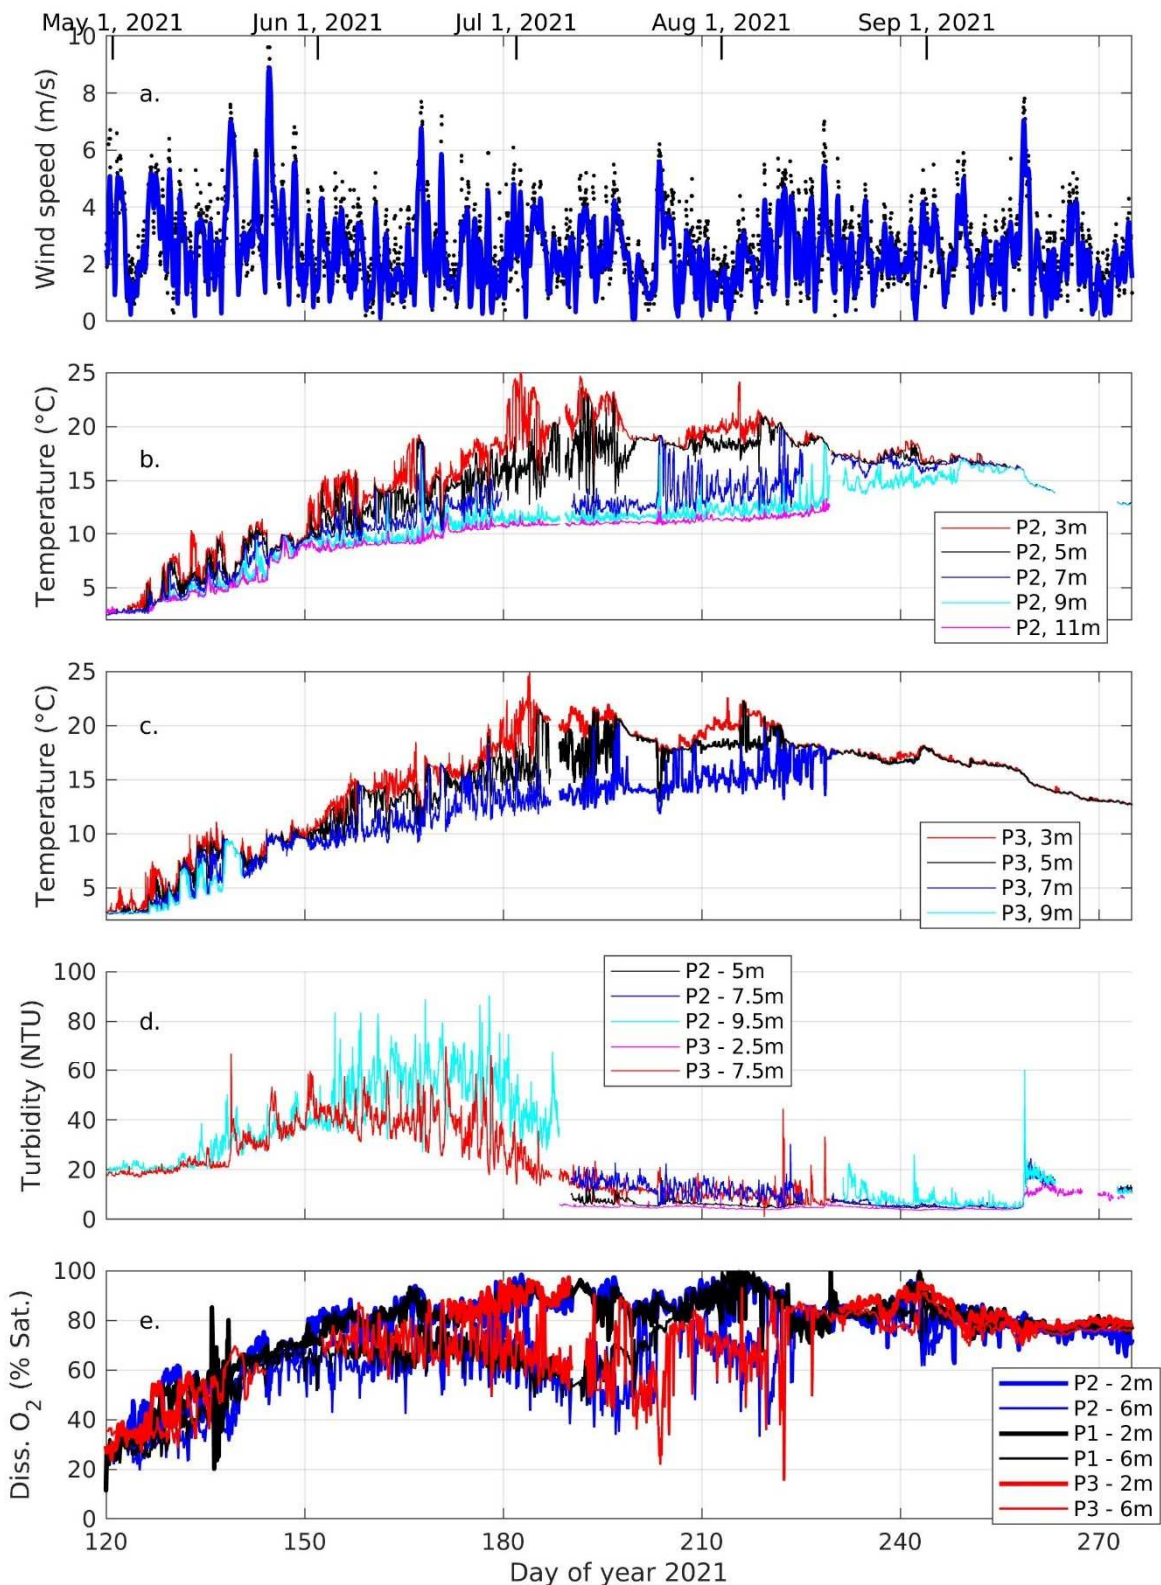 May 1, 2021 Jun 1, 2021 Jul 1, 2021 Aug 1, 2021 Sep 1, 2021
10
8
6
4
2
0
Wind speed (m/s)
a.
25
20
15
10
5
Temperature (°C)
b.
P2, 3m
P2, 5m
P2, 7m
P2, 9m
P2, 11m
25
20
15
10
5
Temperature (°C)
c.
P3, 3m
P3, 5m
P3, 7m
P3, 9m
100
80
60
40
20
0
Turbidity (NTU)
d.
P2 - 5m
P2 - 7.5m
P2 - 9.5m
P3 - 2.5m
P3 - 7.5m
100
80
60
40
20
0
Diss. O2 (% Sat.)
e.
P2 - 2m
P2 - 6m
P1 - 2m
P1 - 6m
P3 - 2m
P3 - 6m
120 150 180 210 240 270
Day of year 2021